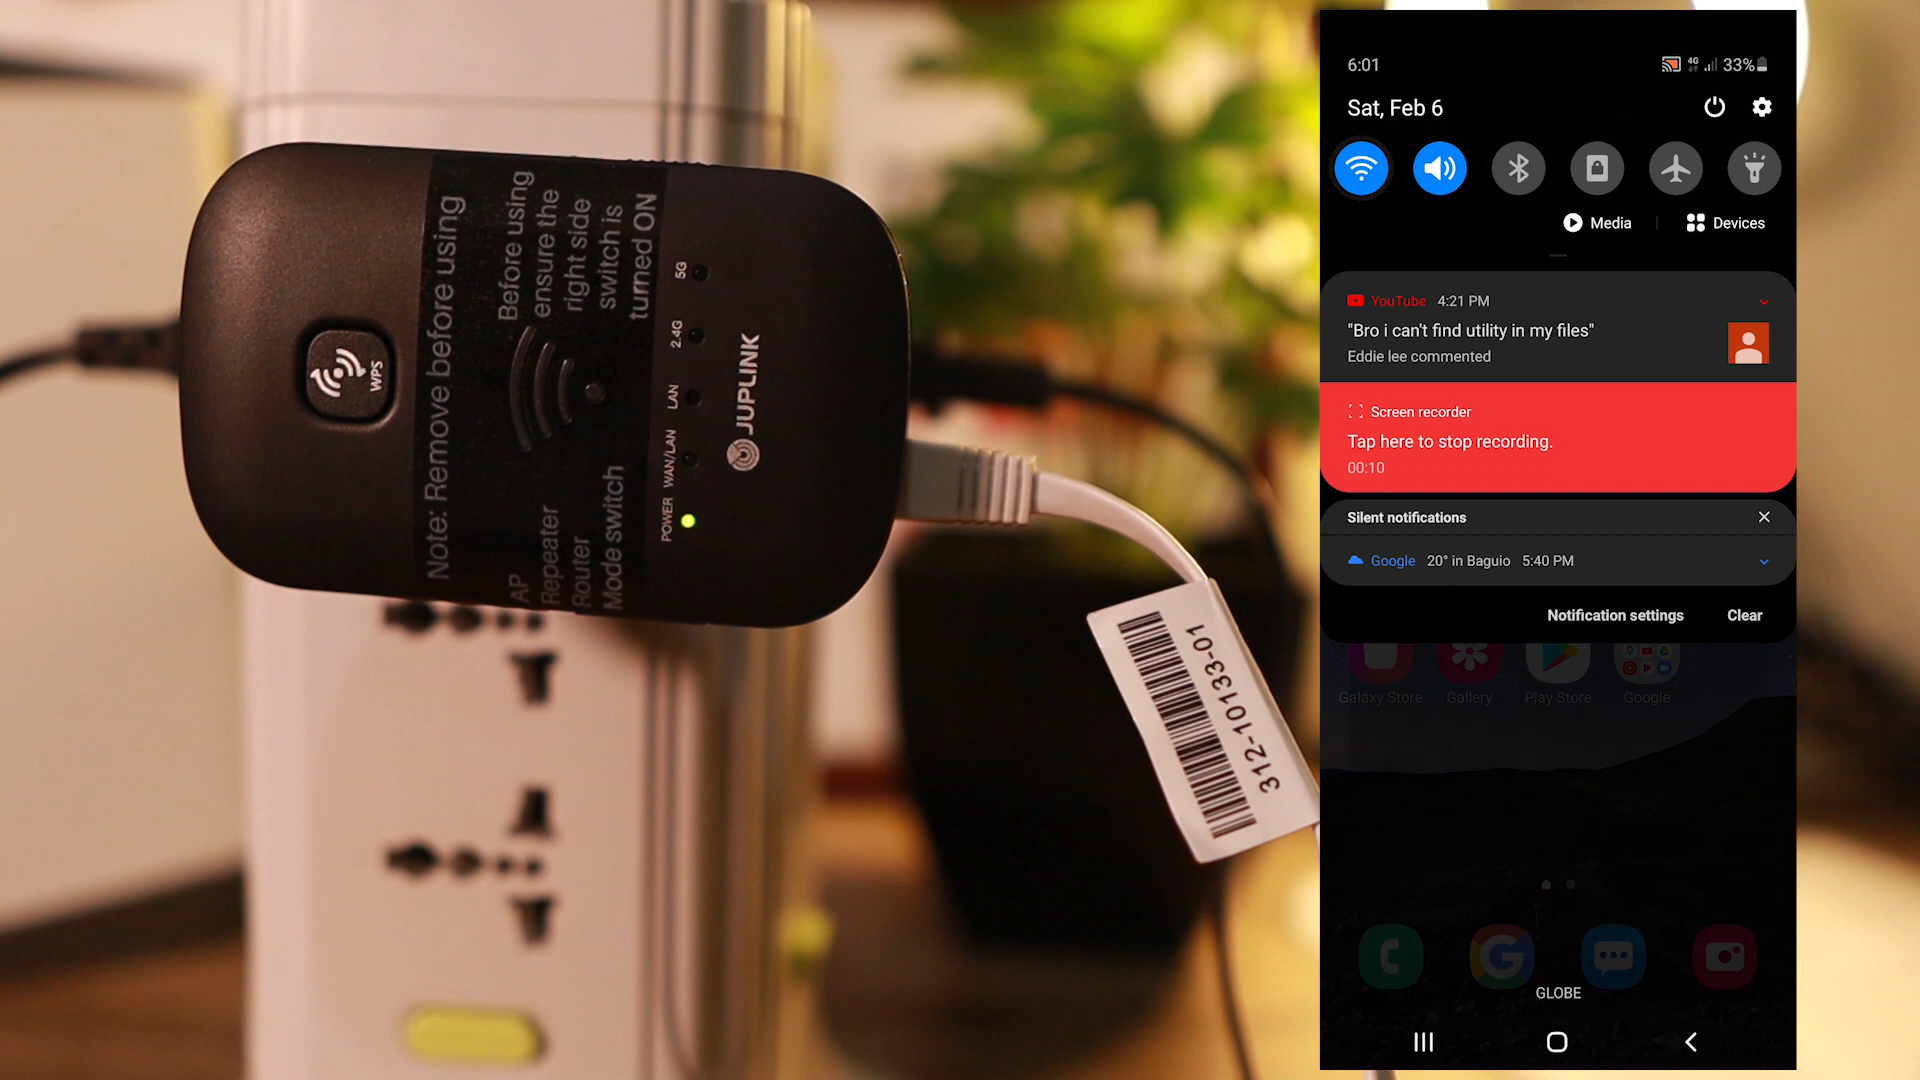 Note: Remove before using
Before using
ensure the
right side
switch is
turned ON
AP
Repeater
Router
Mode switch
WPS
5G
2.4G
LAN
WAN/LAN
POWER
JUPLINK
312-10133-01
6:01
4G
33%
Sat, Feb 6
Media
Devices
YouTube 4:21 PM
"Bro i can't find utility in my files"
Eddie lee commented
Screen recorder
Tap here to stop recording.
00:10
Silent notifications
Google 20° in Baguio 5:40 PM
Notification settings Clear
Galaxy Store Gallery Play Store Google
GLOBE